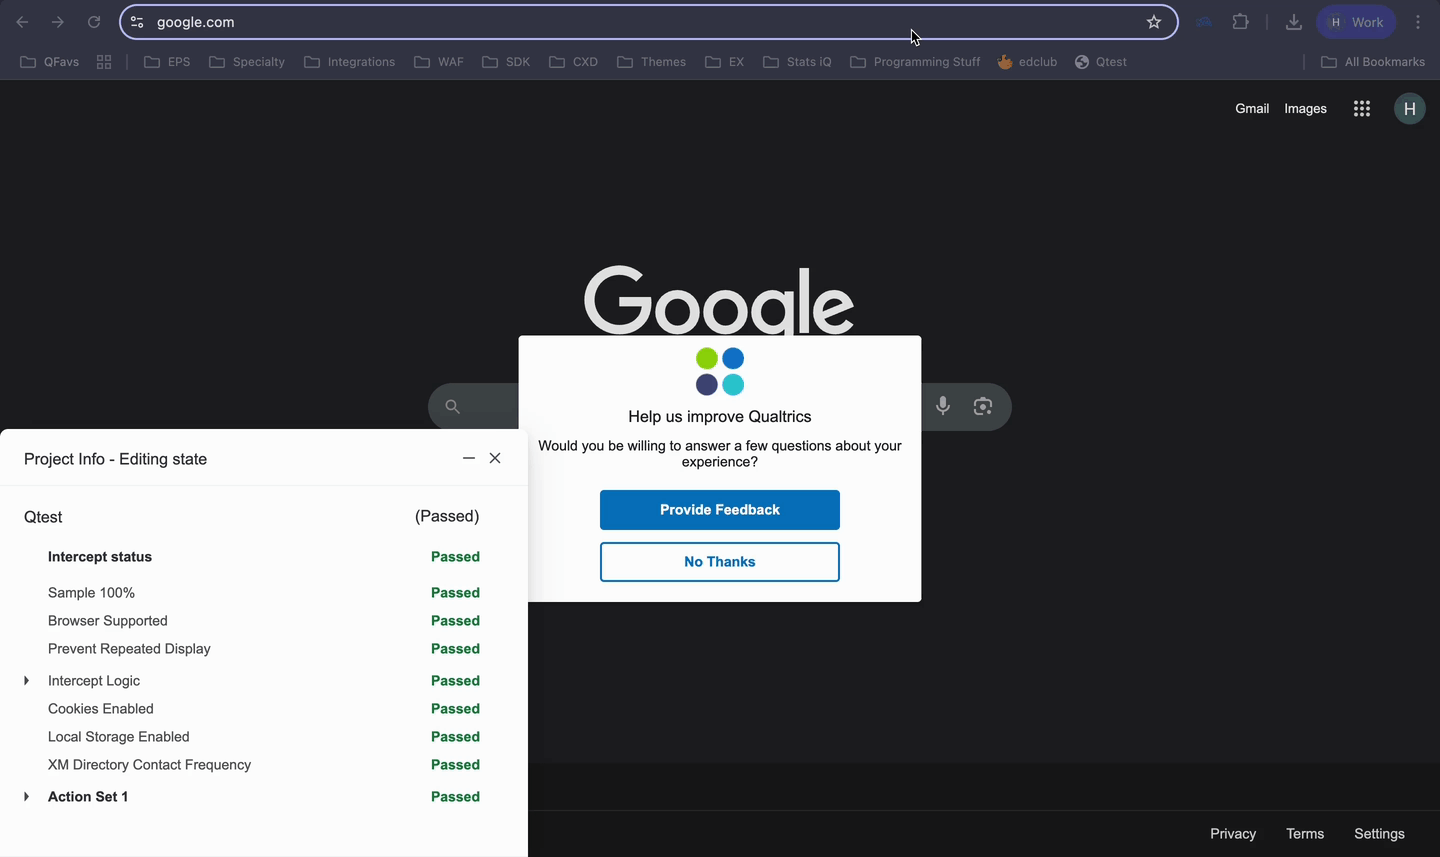 google.com
H Work
QFavs EPS Specialty Integrations WAF SDK CXD Themes EX Stats iQ Programming Stuff edclub Qtest All Bookmarks
Gmail Images H
Google
Help us improve Qualtrics
Would you be willing to answer a few questions about your
experience?
Provide Feedback
No Thanks
Project Info - Editing state
Qtest (Passed)
Intercept status Passed
Sample 100% Passed
Browser Supported Passed
Prevent Repeated Display Passed
Intercept Logic Passed
Cookies Enabled Passed
Local Storage Enabled Passed
XM Directory Contact Frequency Passed
Action Set 1 Passed
Privacy Terms Settings